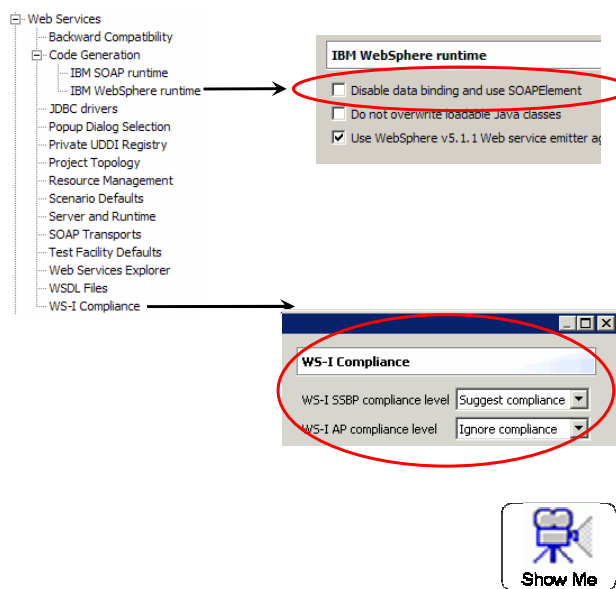 Web Services
Backward Compatibility
Code Generation
IBM SOAP runtime
IBM WebSphere runtime
JDBC drivers
Popup Dialog Selection
Private UDDI Registry
Project Topology
Resource Management
Scenario Defaults
Server and Runtime
SOAP Transports
Test Facility Defaults
Web Services Explorer
WSDL Files
WS-I Compliance
IBM WebSphere runtime
Disable data binding and use SOAPElement
Do not overwrite loadable Java classes
Use WebSphere v5.1.1 Web service emitter
WS-I Compliance
WS-I SSBP compliance level Suggest compliance
WS-I AP compliance level Ignore compliance
Show Me